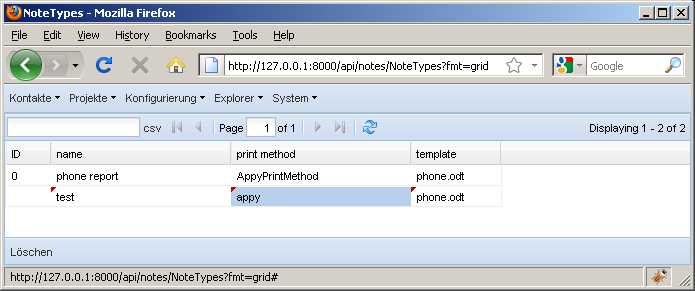 NoteTypes - Mozilla Firefox
File Edit View History Bookmarks Tools Help
http://127.0.0.1:8000/api/notes/NoteTypes?fmt=grid Google
Kontakte Projekte Konfigurierung Explorer System
csv Page 1 of 1 Displaying 1 - 2 of 2
ID name print method template
0 phone report AppyPrintMethod phone.odt
test appy phone.odt
Löschen
http://127.0.0.1:8000/api/notes/NoteTypes?fmt=grid#